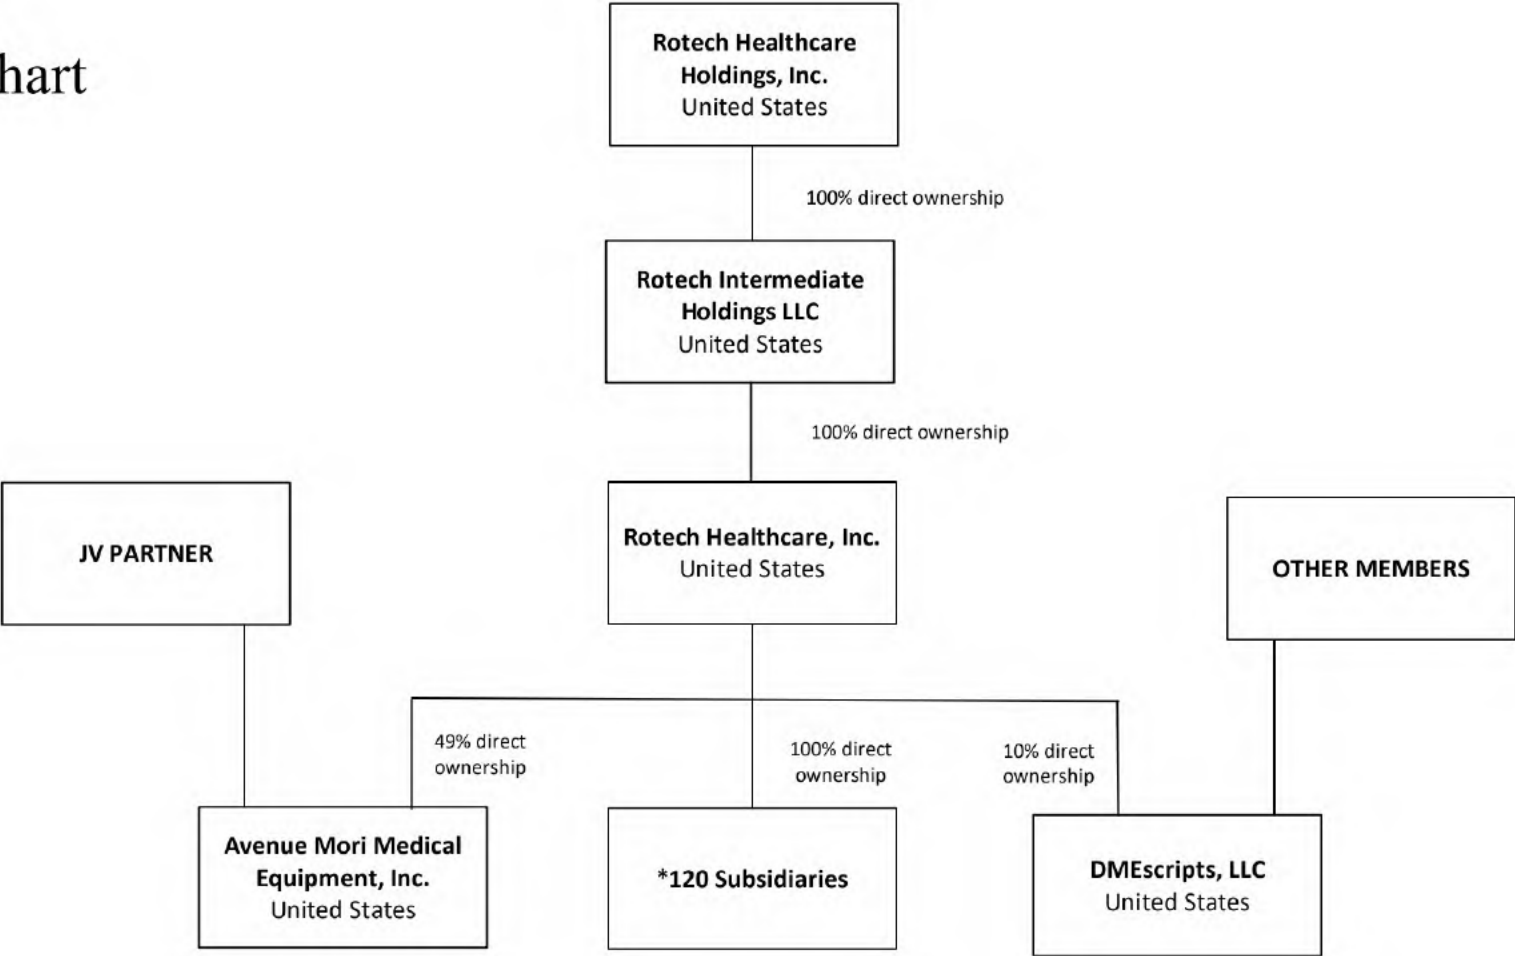 hart
Rotech Healthcare
Holdings, Inc.
United States
100% direct ownership
Rotech Intermediate
Holdings LLC
United States
100% direct ownership
JV PARTNER
Rotech Healthcare, Inc.
United States
OTHER MEMBERS
49% direct
ownership
100% direct
ownership
10% direct
ownership
Avenue Mori Medical
Equipment, Inc.
United States
*120 Subsidiaries
DMEscripts, LLC
United States